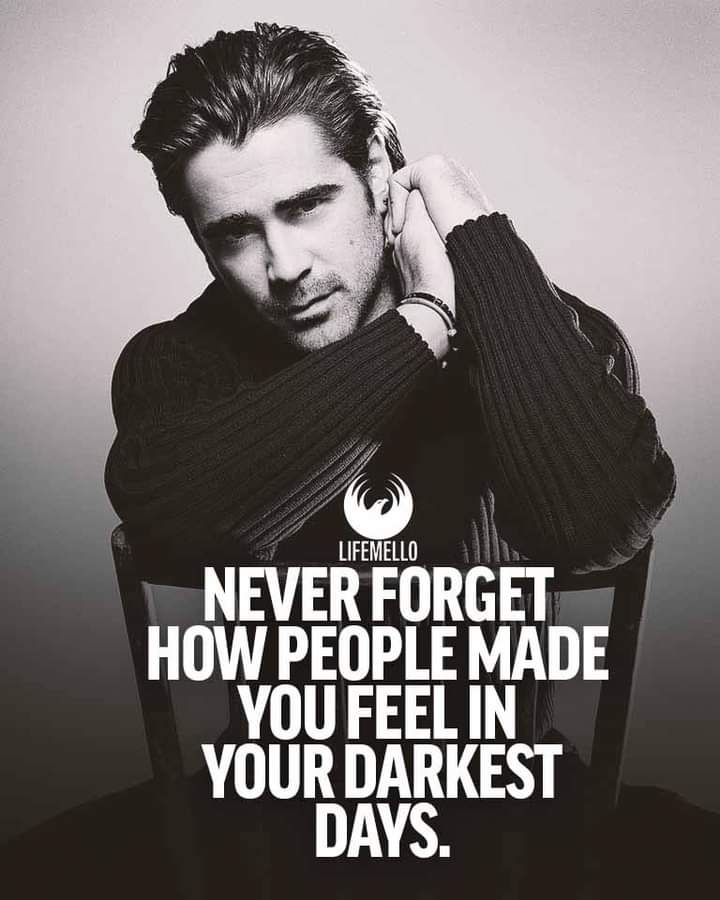 LIFEMELLO
NEVER FORGET
HOW PEOPLE MADE
YOU FEEL IN
YOUR DARKEST
DAYS.